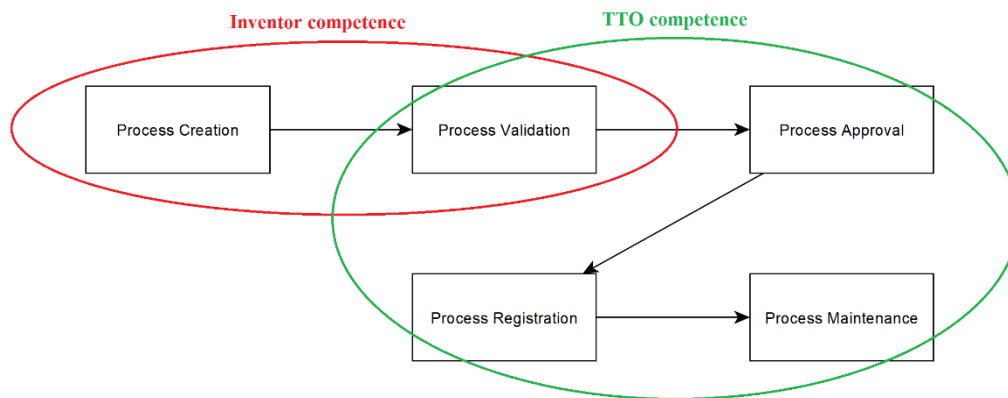 Inventor competence
TTO competence
Process Creation
Process Validation
Process Approval
Process Registration
Process Maintenance